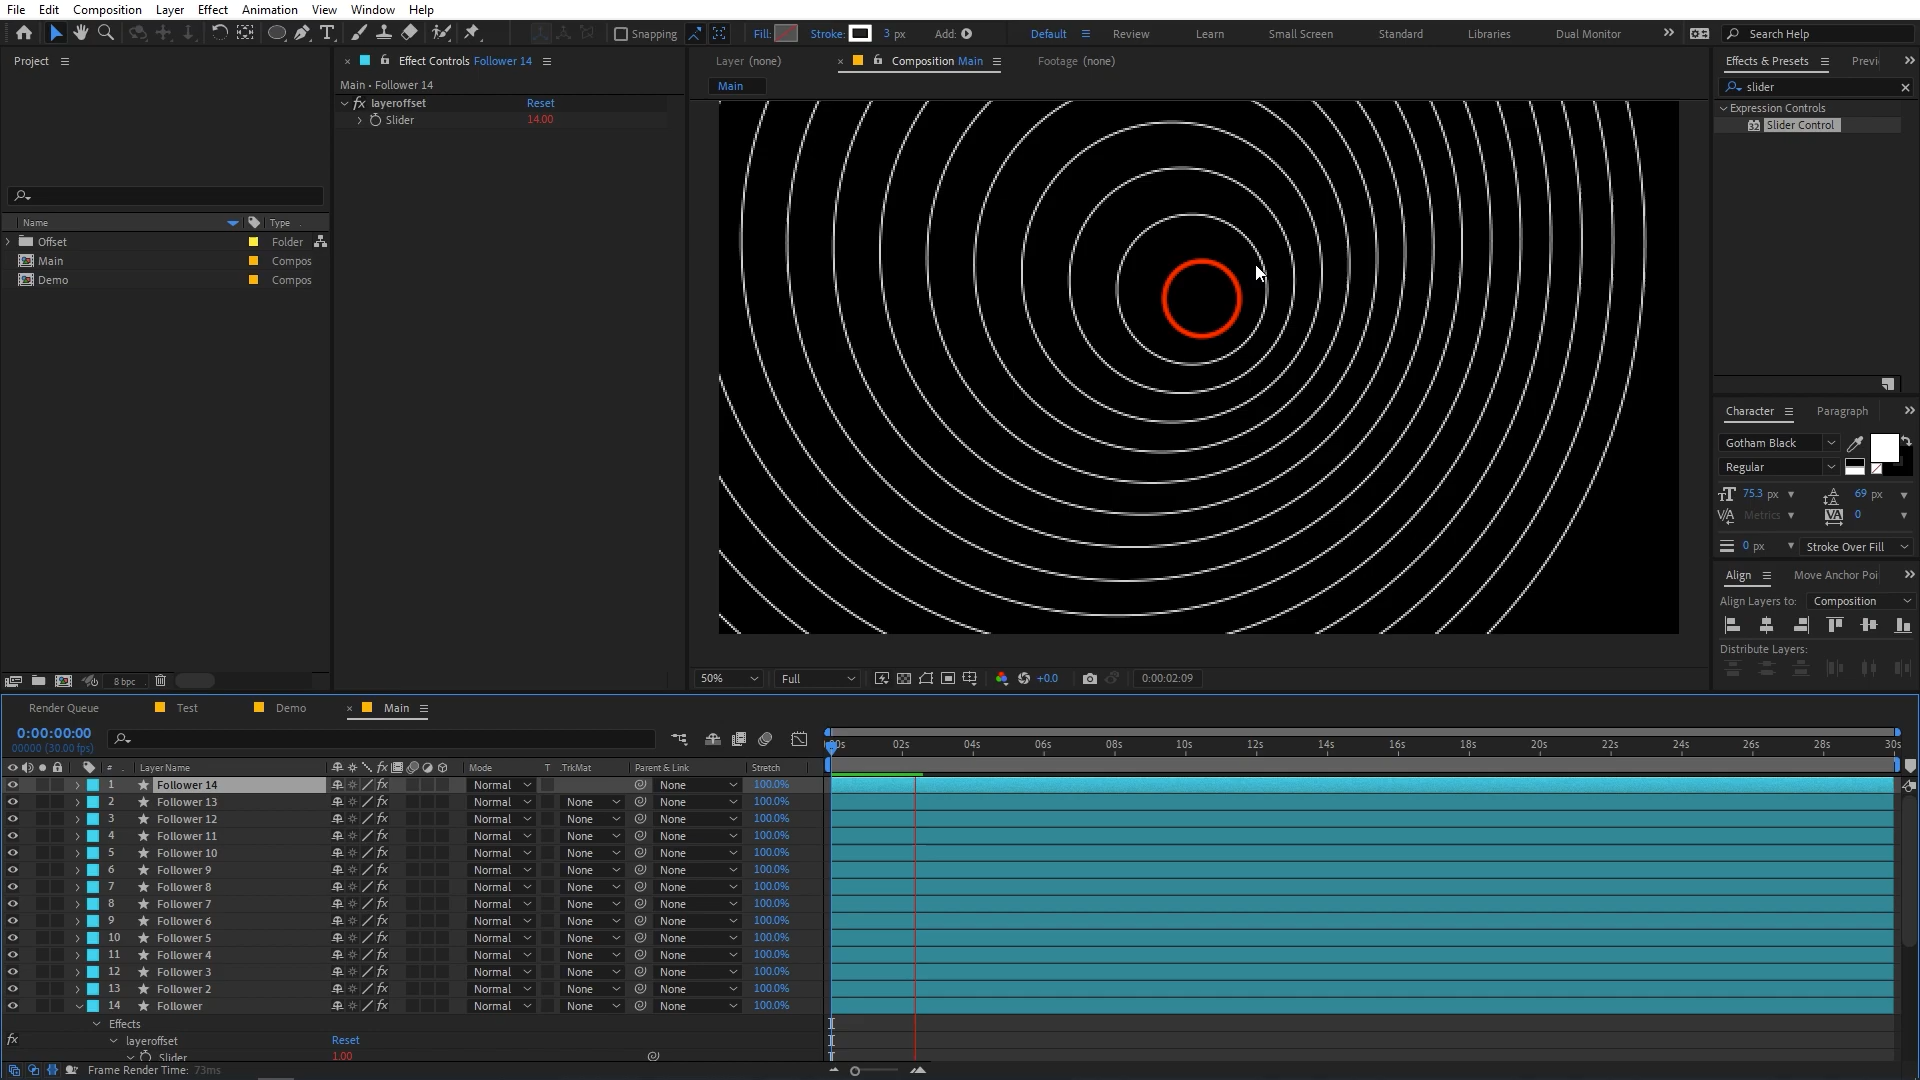 File Edit Composition Layer Effect Animation View Window Help
Snapping Fill: Stroke: 3 px Add: Default Review Learn Small Screen Standard Libraries Dual Monitor Search Help
Project
Effect Controls Follower 14
Main • Follower 14
fx layeroffset Reset
Slider 14.00
Layer (none) Composition Main Footage (none)
Main
Effects & Presets Previ
slider
Expression Controls
Slider Control
Name Type
Offset Folder
Main Compos
Demo Compos
8 bpc
50% Full +0.0 0:00:02:09
Character Paragraph
Gotham Black
Regular
75.3 px 69 px
Metrics 0
0 px Stroke Over Fill
Align Move Anchor Poi
Align Layers to: Composition
Distribute Layers:
Render Queue Test Demo Main
0:00:00:00
00000 (30.00 fps)
00s 02s 04s 06s 08s 10s 12s 14s 16s 18s 20s 22s 24s 26s 28s 30s
# Layer Name Mode T .TrkMat Parent & Link Stretch
1 Follower 14 Normal None 100.0%
2 Follower 13 Normal None None 100.0%
3 Follower 12 Normal None None 100.0%
4 Follower 11 Normal None None 100.0%
5 Follower 10 Normal None None 100.0%
6 Follower 9 Normal None None 100.0%
7 Follower 8 Normal None None 100.0%
8 Follower 7 Normal None None 100.0%
9 Follower 6 Normal None None 100.0%
10 Follower 5 Normal None None 100.0%
11 Follower 4 Normal None None 100.0%
12 Follower 3 Normal None None 100.0%
13 Follower 2 Normal None None 100.0%
14 Follower Normal None None 100.0%
Effects
fx layeroffset Reset
Slider 1.00
Frame Render Time: 73ms